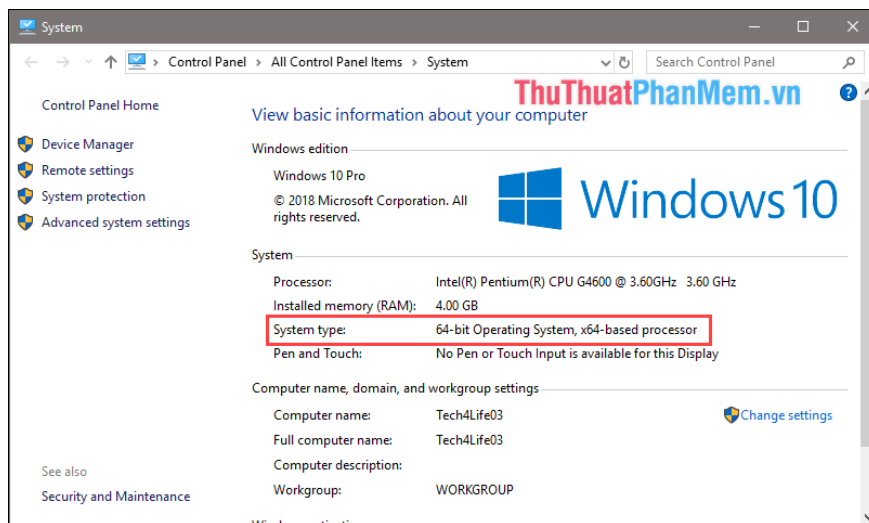 System
Control Panel > All Control Panel Items > System
Search Control Panel
ThuThuatPhanMem.vn
Control Panel Home
Device Manager
Remote settings
System protection
Advanced system settings
See also
Security and Maintenance
View basic information about your computer
Windows edition
Windows 10 Pro
© 2018 Microsoft Corporation. All
rights reserved.
Windows 10
System
Processor: Intel(R) Pentium(R) CPU G4600 @ 3.60GHz 3.60 GHz
Installed memory (RAM): 4.00 GB
System type: 64-bit Operating System, x64-based processor
Pen and Touch: No Pen or Touch Input is available for this Display
Computer name, domain, and workgroup settings
Computer name: Tech4Life03
Change settings
Full computer name: Tech4Life03
Computer description:
Workgroup: WORKGROUP